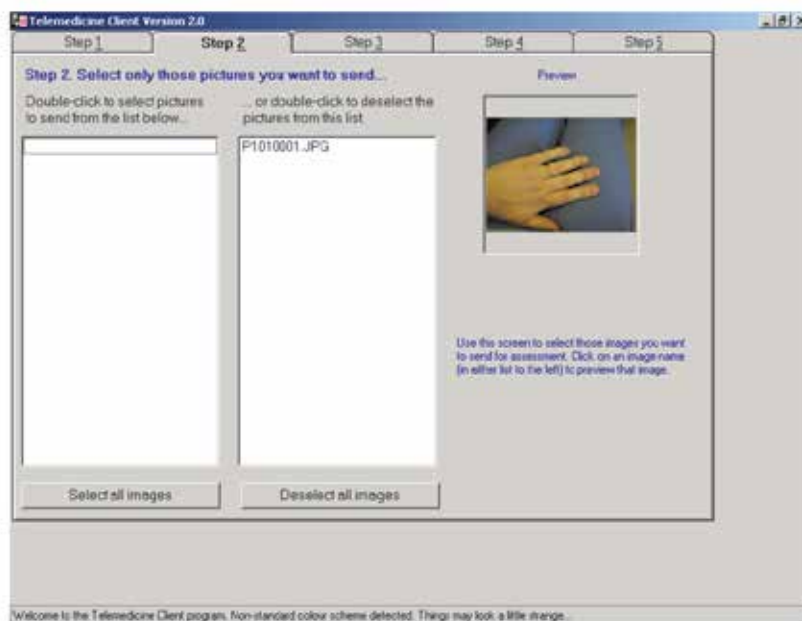 Telemedicine Client Version 2.0
Step 1 Step 2 Step 3 Step 4 Step 5
Step 2. Select only those pictures you want to send...
Preview
Double-click to select pictures
to send from the list below...
... or double-click to deselect the
pictures from this list
P1010001.JPG
Use this screen to select those images you want
to send for assessment. Click on an image name
(in either list to the left) to preview that image.
Select all images
Deselect all images
Welcome to the Telemedicine Client program. Non-standard colour scheme detected. Things may look a little strange...